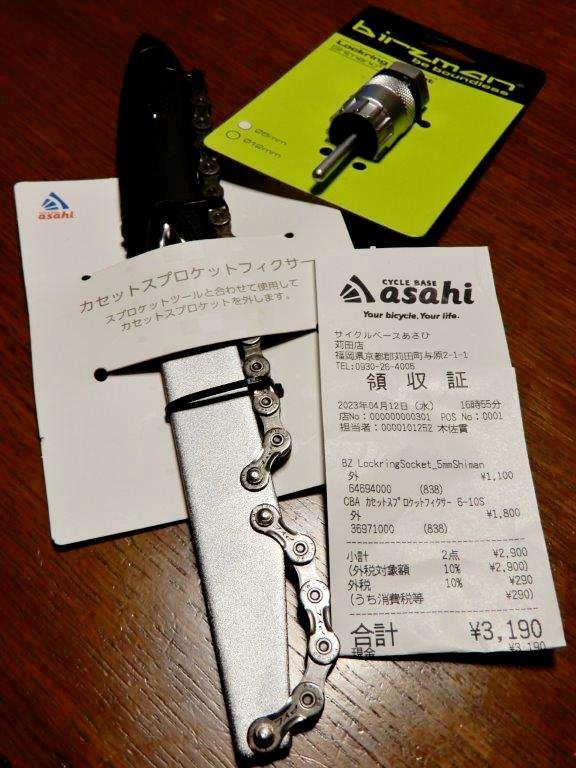 birzman
be boundless
Lockring
Ø5mm
Ø12mm
asahi
カセットスプロケットフィクサー
スプロケットツールと合わせて使用して
カセットスプロケットを外します。
CYCLE BASE
asahi
Your bicycle. Your life.
サイクルベースあさひ
苅田店
福岡県京都郡苅田町与原2-1-1
TEL:0930-26-4005
領収証
2023年04月12日 (水) 16時55分
店No:000000000301 POS No:0001
担当者:0000101252 木佐貫
BZ LockringSocket_5mmShiman
外 ¥1,100
64694000 (838)
CBA カセットスプロケットフィクサー 6-10S
外 ¥1,800
36971000 (838)
小計 2点 ¥2,900
(外税対象額 10% ¥2,900)
外税 10% ¥290
(うち消費税等 ¥290)
合計 ¥3,190
現金 ¥3,190